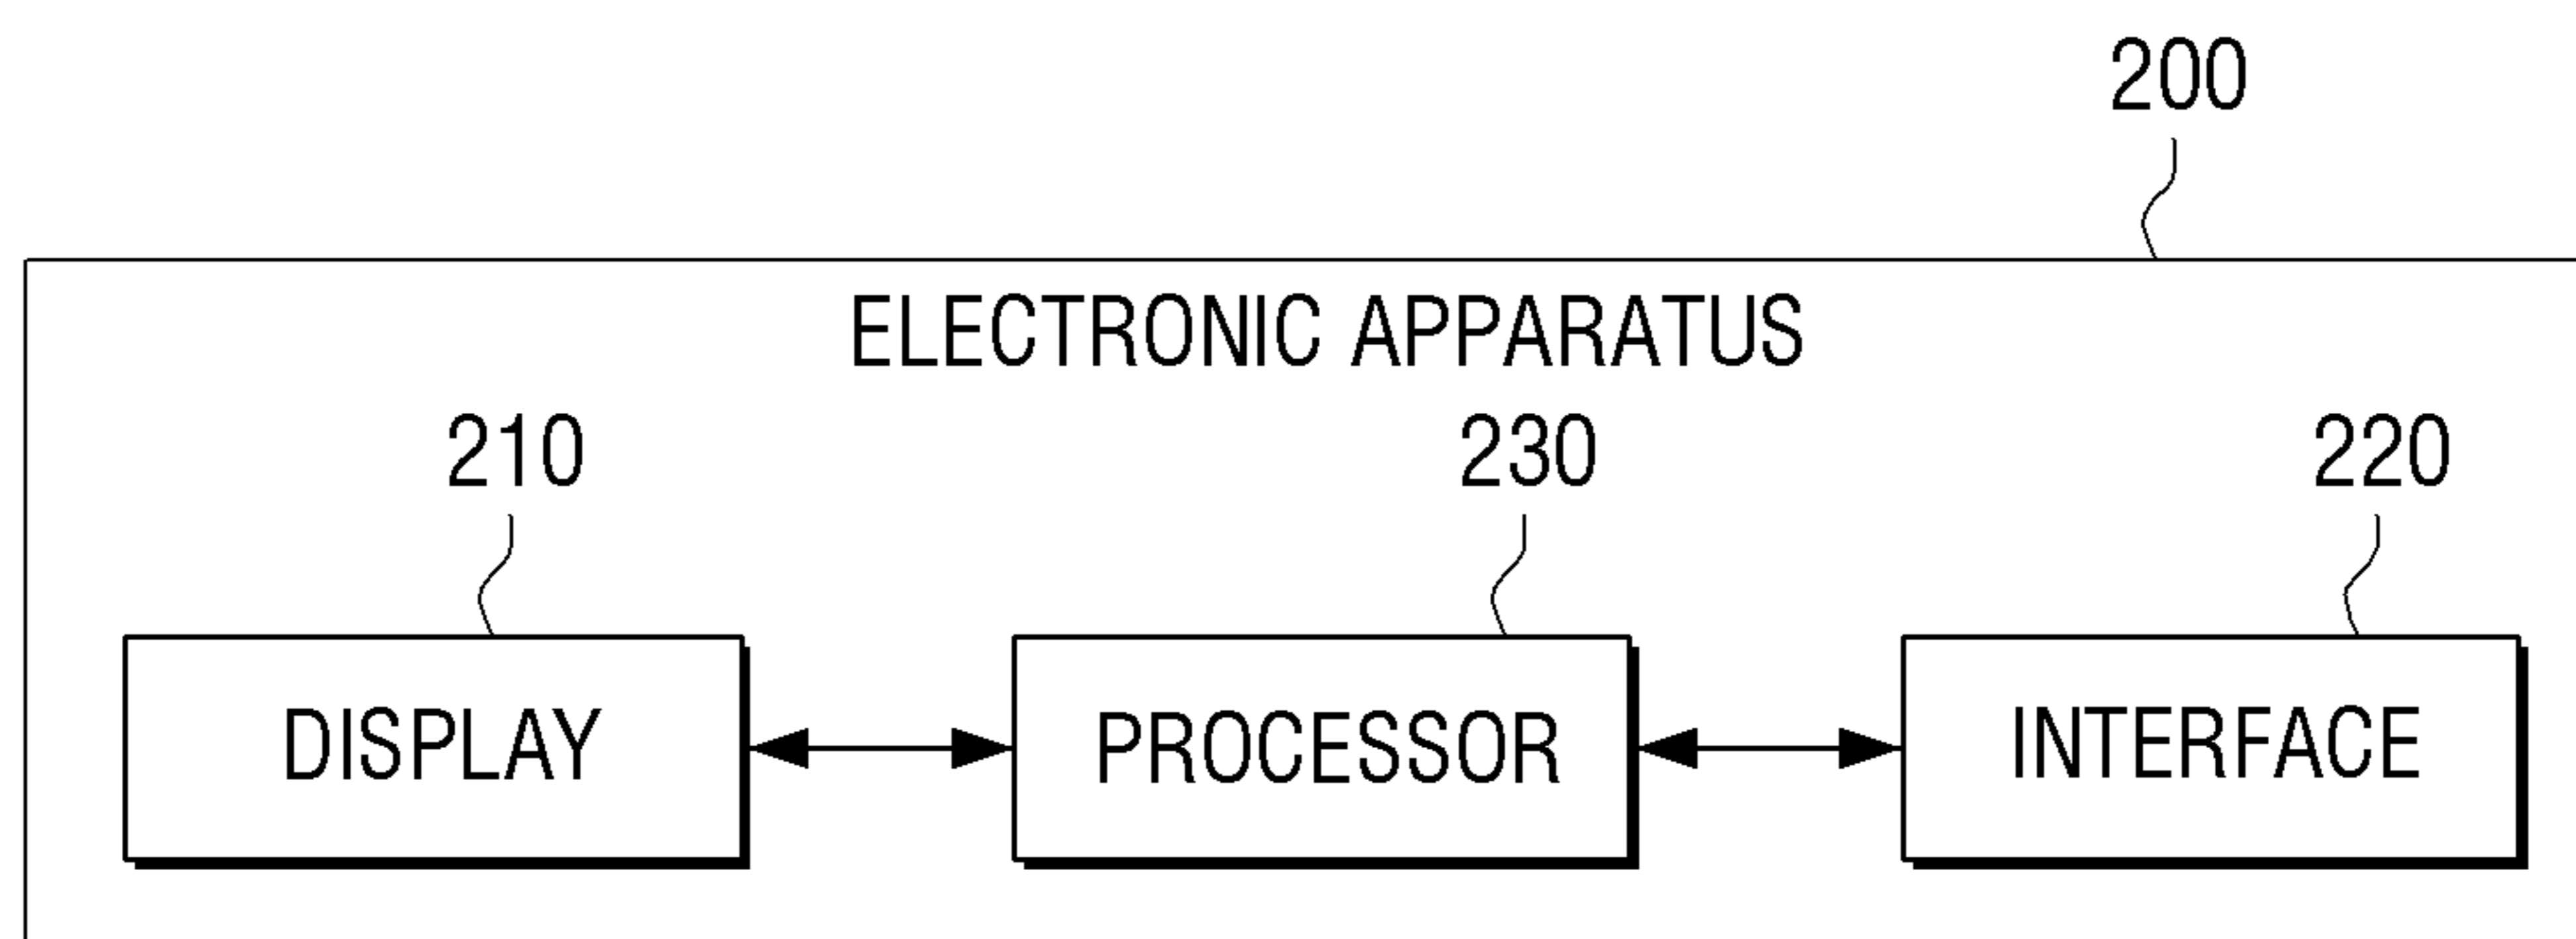 200
ELECTRONIC APPARATUS
210 230 220
DISPLAY PROCESSOR INTERFACE